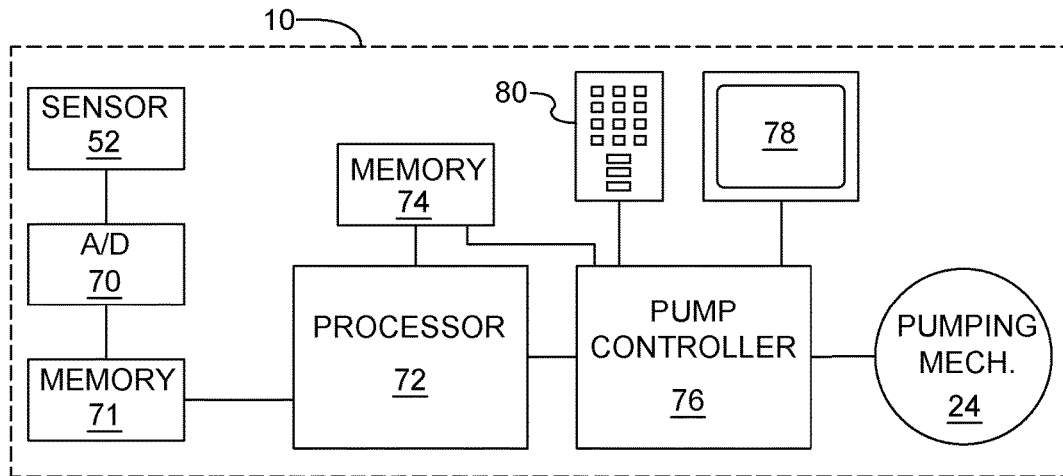 10
SENSOR
52
A/D
70
MEMORY
71
MEMORY
74
PROCESSOR
72
80
78
PUMP
CONTROLLER
76
PUMPING
MECH.
24